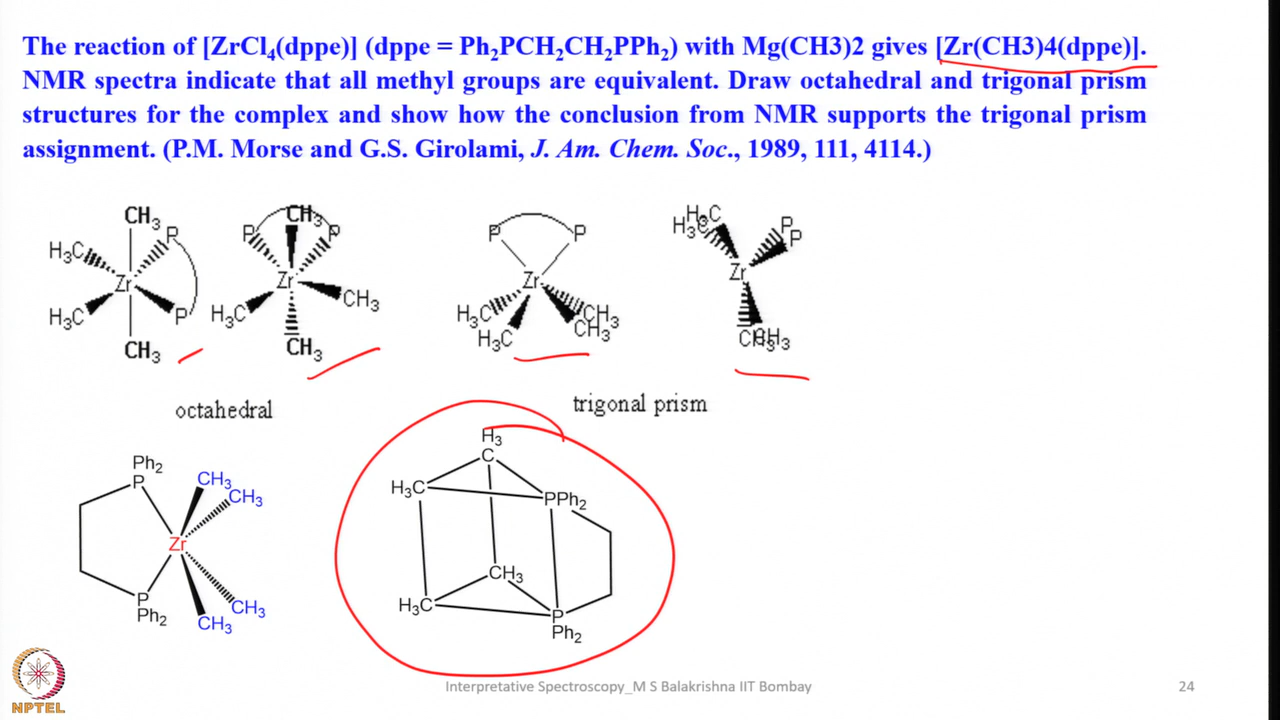 The reaction of [ZrCl₄(dppe)] (dppe = Ph₂PCH₂CH₂PPh₂) with Mg(CH3)2 gives [Zr(CH3)4(dppe)].
NMR spectra indicate that all methyl groups are equivalent. Draw octahedral and trigonal prism
structures for the complex and show how the conclusion from NMR supports the trigonal prism
assignment. (P.M. Morse and G.S. Girolami, J. Am. Chem. Soc., 1989, 111, 4114.)
CH₃
P
H₃C
Zr
H₃C
P
CH₃
CH₃
P
P
Zr
H₃C
CH₃
CH₃
P
P
Zr
H₃C
CH₃
CH₃
H₃C
H₃C
H₃C
P
P
Zr
CH₃
CH₃
octahedral
trigonal prism
Ph₂
P
CH₃
CH₃
Zr
P
Ph₂
CH₃
CH₃
H₃
C
H₃C
PPh₂
CH₃
H₃C
P
Ph₂
Interpretative Spectroscopy_M S Balakrishna IIT Bombay
24
NPTEL